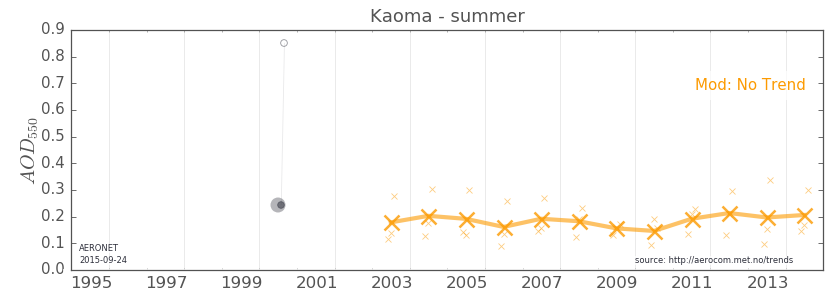 Kaoma - summer
0.9
0.8
0.7
0.6
0.5
0.4
0.3
0.2
0.1
0.0
AOD550
Mod: No Trend
AERONET
2015-09-24
source: http://aerocom.met.no/trends
1995 1997 1999 2001 2003 2005 2007 2009 2011 2013